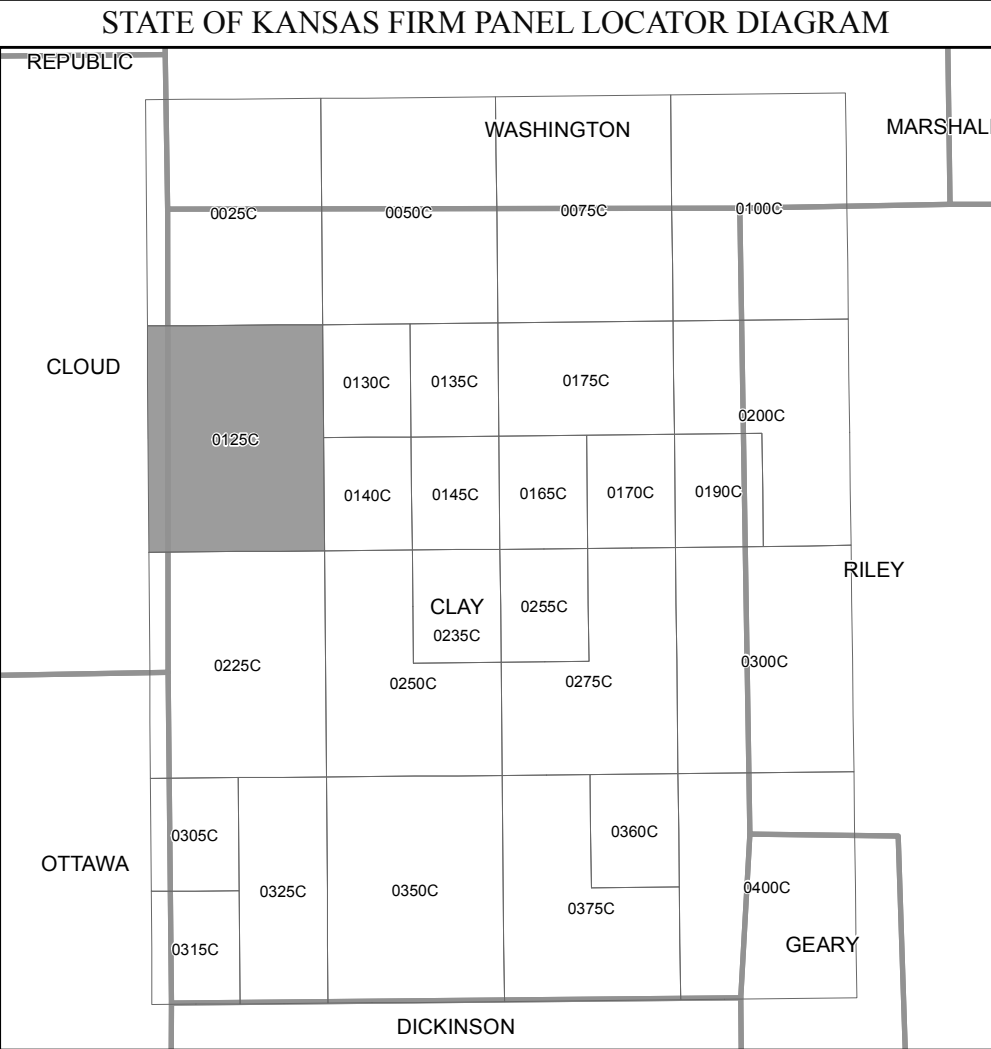 STATE OF KANSAS FIRM PANEL LOCATOR DIAGRAM
REPUBLIC
WASHINGTON
MARSHALL
0025C
0050C
0075C
0100C
CLOUD
0130C
0135C
0175C
0200C
0125C
0140C
0145C
0165C
0170C
0190C
RILEY
CLAY
0255C
0235C
0225C
0250C
0275C
0300C
0305C
0360C
OTTAWA
0325C
0350C
0400C
0375C
0315C
GEARY
DICKINSON